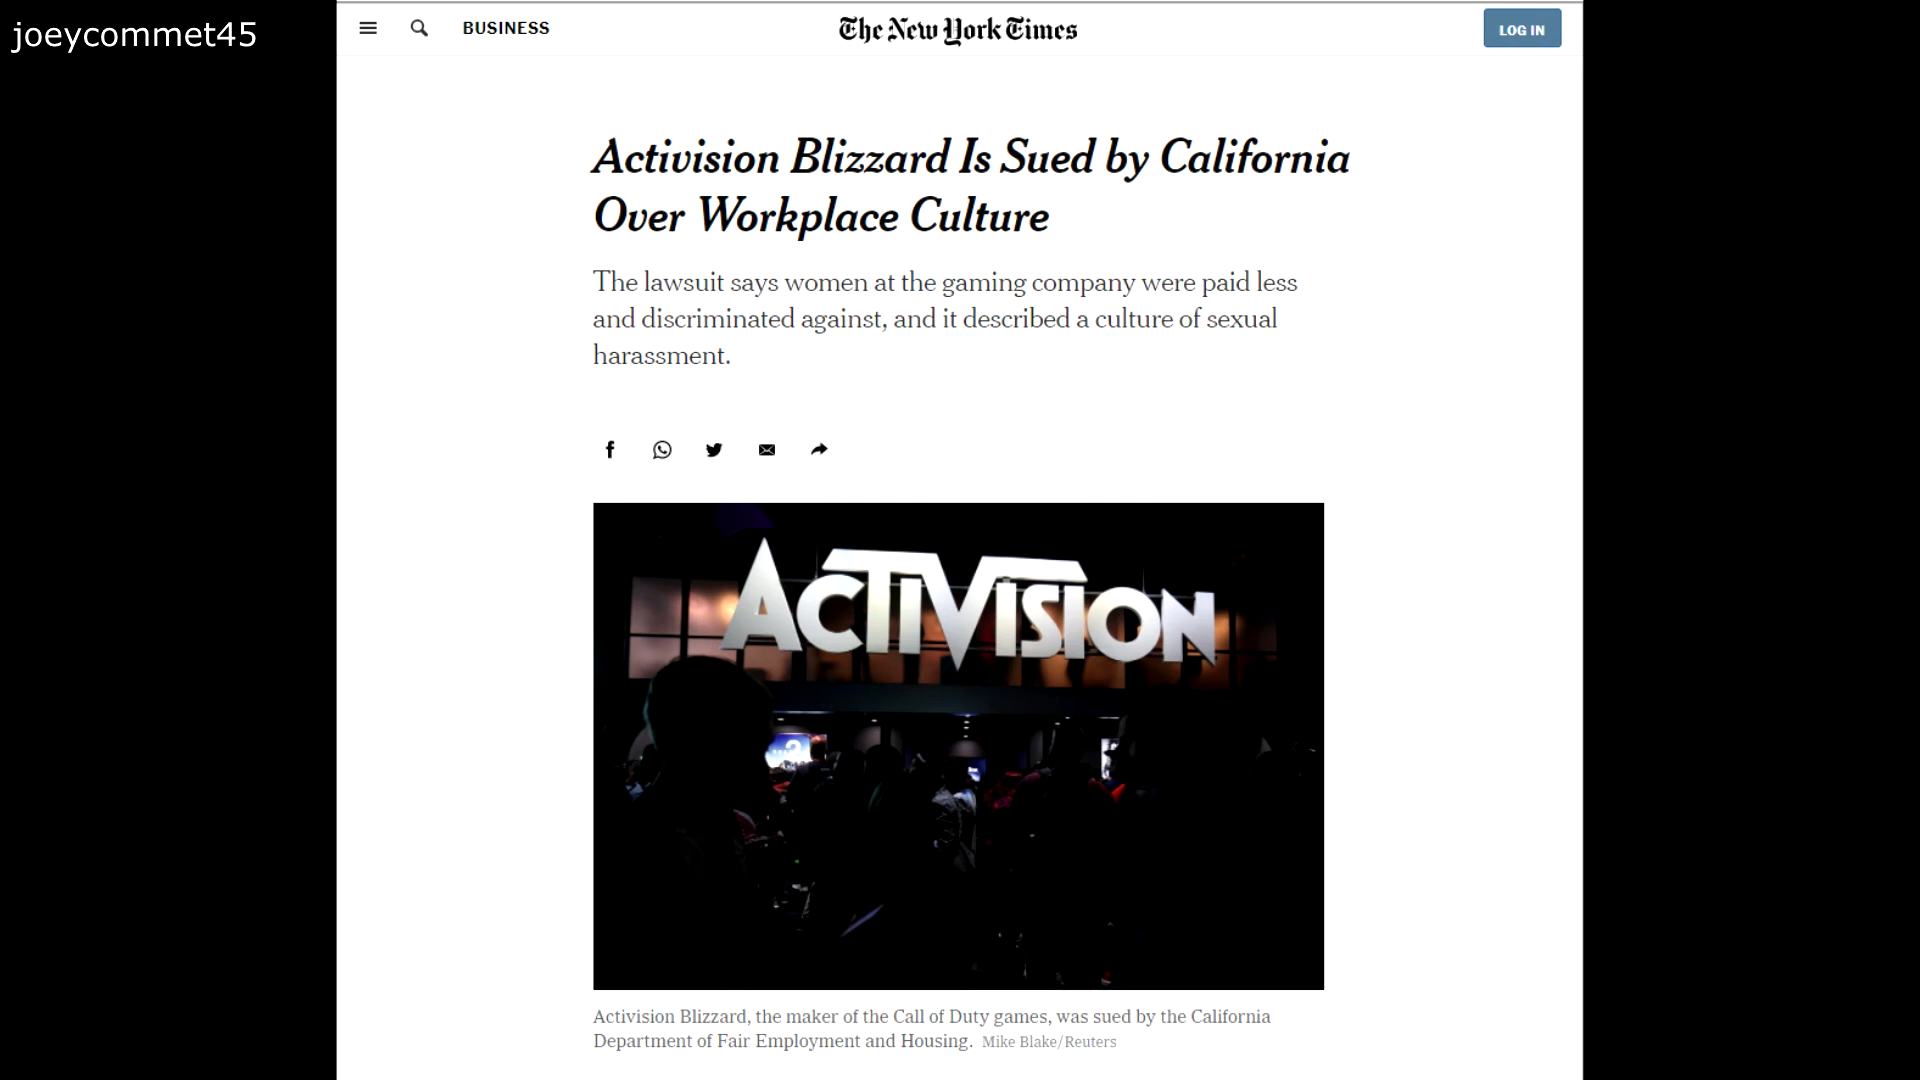 joeycommet45
BUSINESS
The New York Times
LOG IN
Activision Blizzard Is Sued by California
Over Workplace Culture
The lawsuit says women at the gaming company were paid less
and discriminated against, and it described a culture of sexual
harassment.
ACTIVISION
Activision Blizzard, the maker of the Call of Duty games, was sued by the California
Department of Fair Employment and Housing. Mike Blake/Reuters